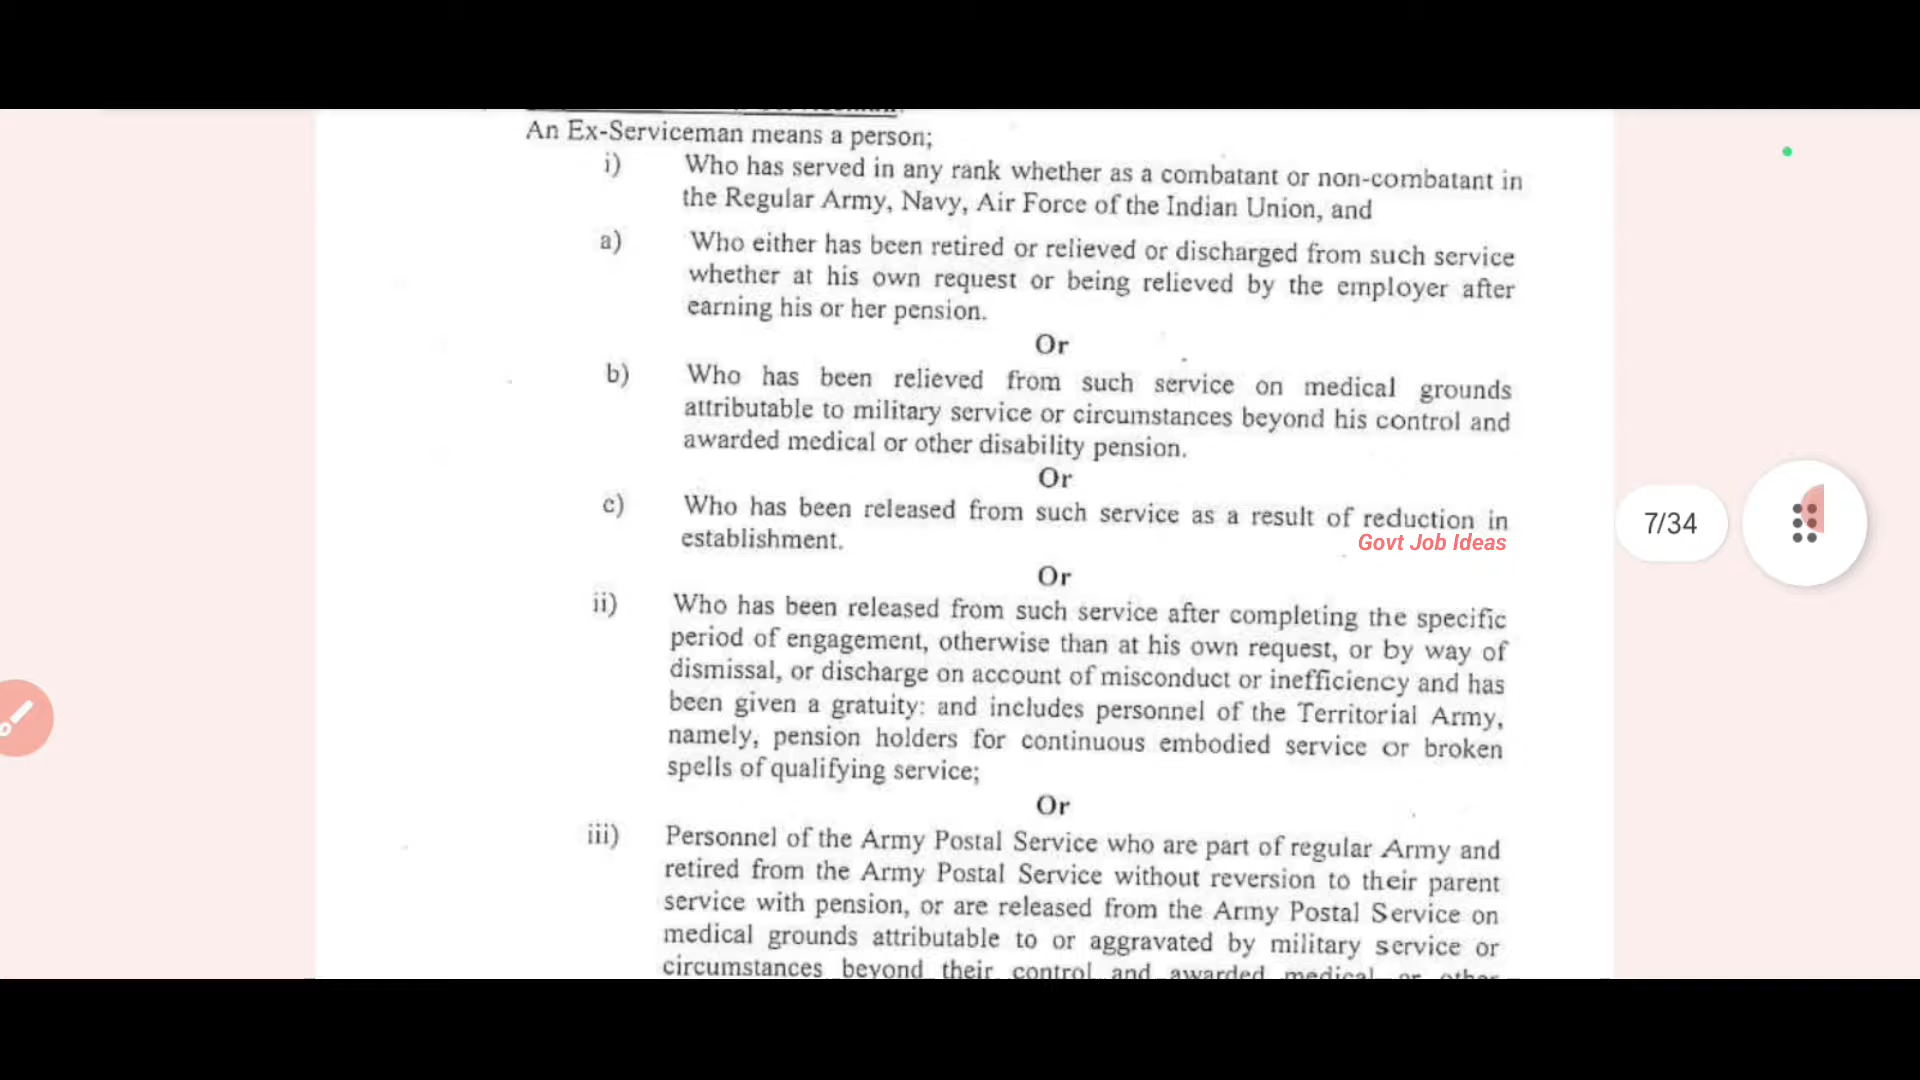 An Ex-Serviceman means a person;
i) Who has served in any rank whether as a combatant or non-combatant in
the Regular Army, Navy, Air Force of the Indian Union, and
a) Who either has been retired or relieved or discharged from such service
whether at his own request or being relieved by the employer after
earning his or her pension.
Or
b) Who has been relieved from such service on medical grounds
attributable to military service or circumstances beyond his control and
awarded medical or other disability pension.
Or
c) Who has been released from such service as a result of reduction in
establishment.
Govt Job Ideas
7/34
Or
ii) Who has been released from such service after completing the specific
period of engagement, otherwise than at his own request, or by way of
dismissal, or discharge on account of misconduct or inefficiency and has
been given a gratuity: and includes personnel of the Territorial Army,
namely, pension holders for continuous embodied service or broken
spells of qualifying service;
Or
iii) Personnel of the Army Postal Service who are part of regular Army and
retired from the Army Postal Service without reversion to their parent
service with pension, or are released from the Army Postal Service on
medical grounds attributable to or aggravated by military service or
circumstances beyond their control and awarded medical or other